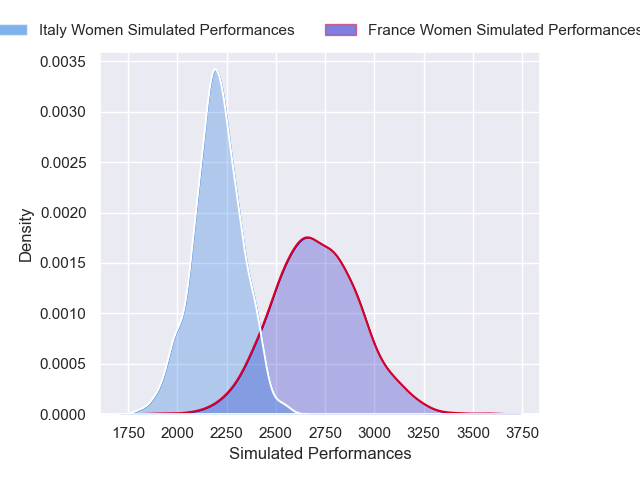 Italy Women Simulated Performances France Women Simulated Performances
0.0035
0.0030
0.0025
0.0020
0.0015
0.0010
0.0005
0.0000
Density
1750 2000 2250 2500 2750 3000 3250 3500 3750
Simulated Performances